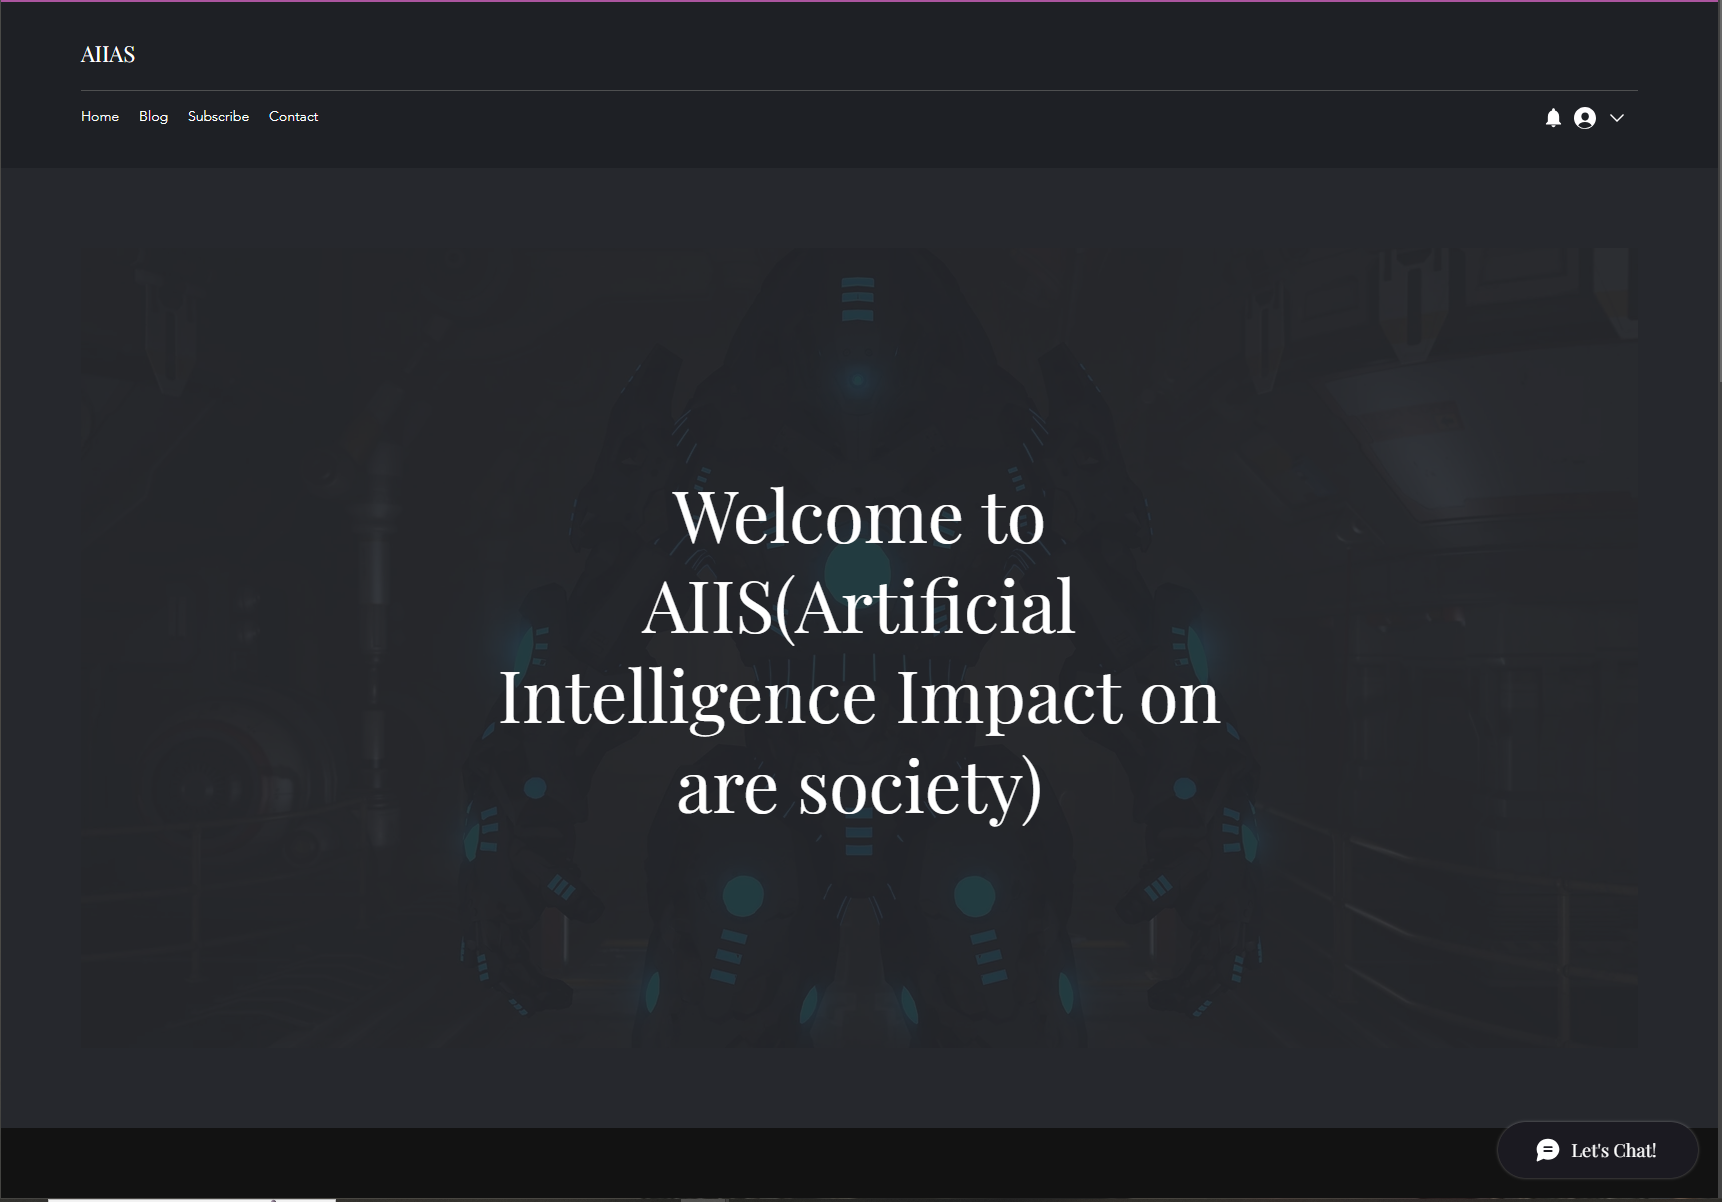 AIIAS
Home Blog Subscribe Contact
Welcome to
AIIS(Artificial
Intelligence Impact on
are society)
Let's Chat!